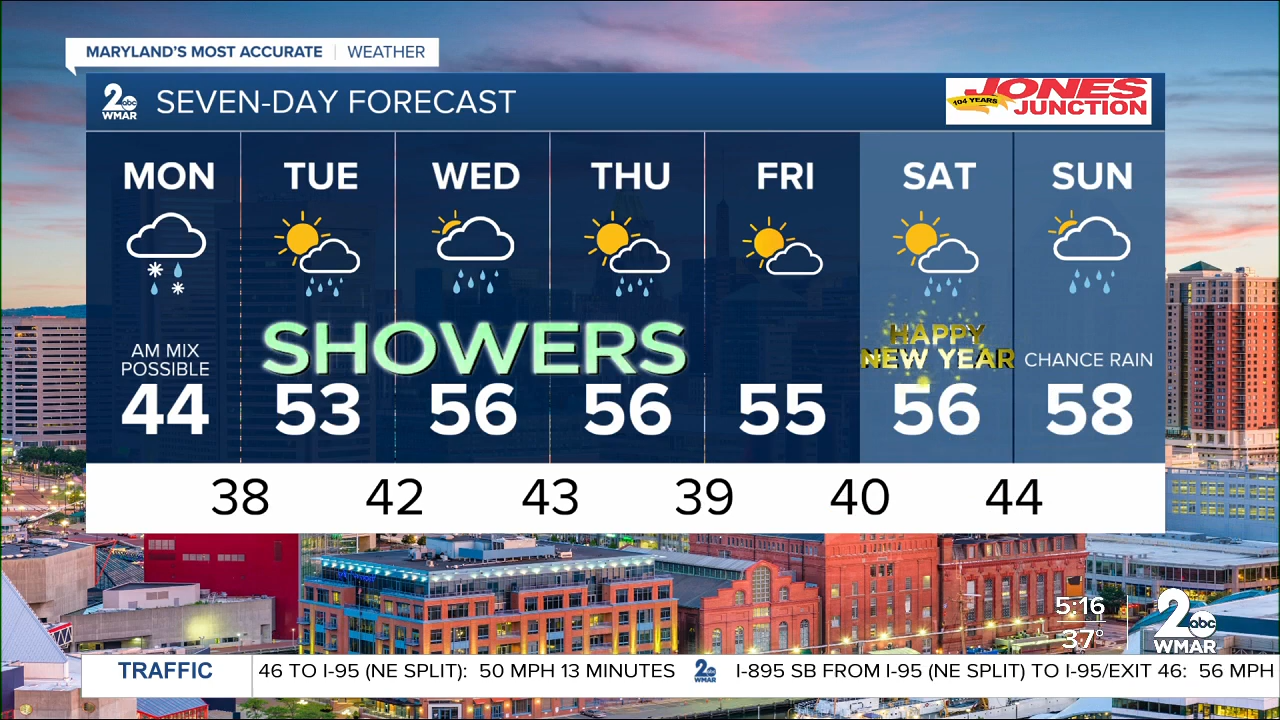 MARYLAND'S MOST ACCURATE | WEATHER
2 abc WMAR
SEVEN-DAY FORECAST
JONES
104 YEARS
JUNCTION
MON TUE WED THU FRI SAT SUN
AM MIX
POSSIBLE
SHOWERS
HAPPY
NEW YEAR
CHANCE RAIN
44 53 56 56 55 56 58
38 42 43 39 40 44
5:16
37°
2 abc
WMAR
TRAFFIC
46 TO I-95 (NE SPLIT): 50 MPH 13 MINUTES 2 abc WMAR I-895 SB FROM I-95 (NE SPLIT) TO I-95/EXIT 46: 56 MPH